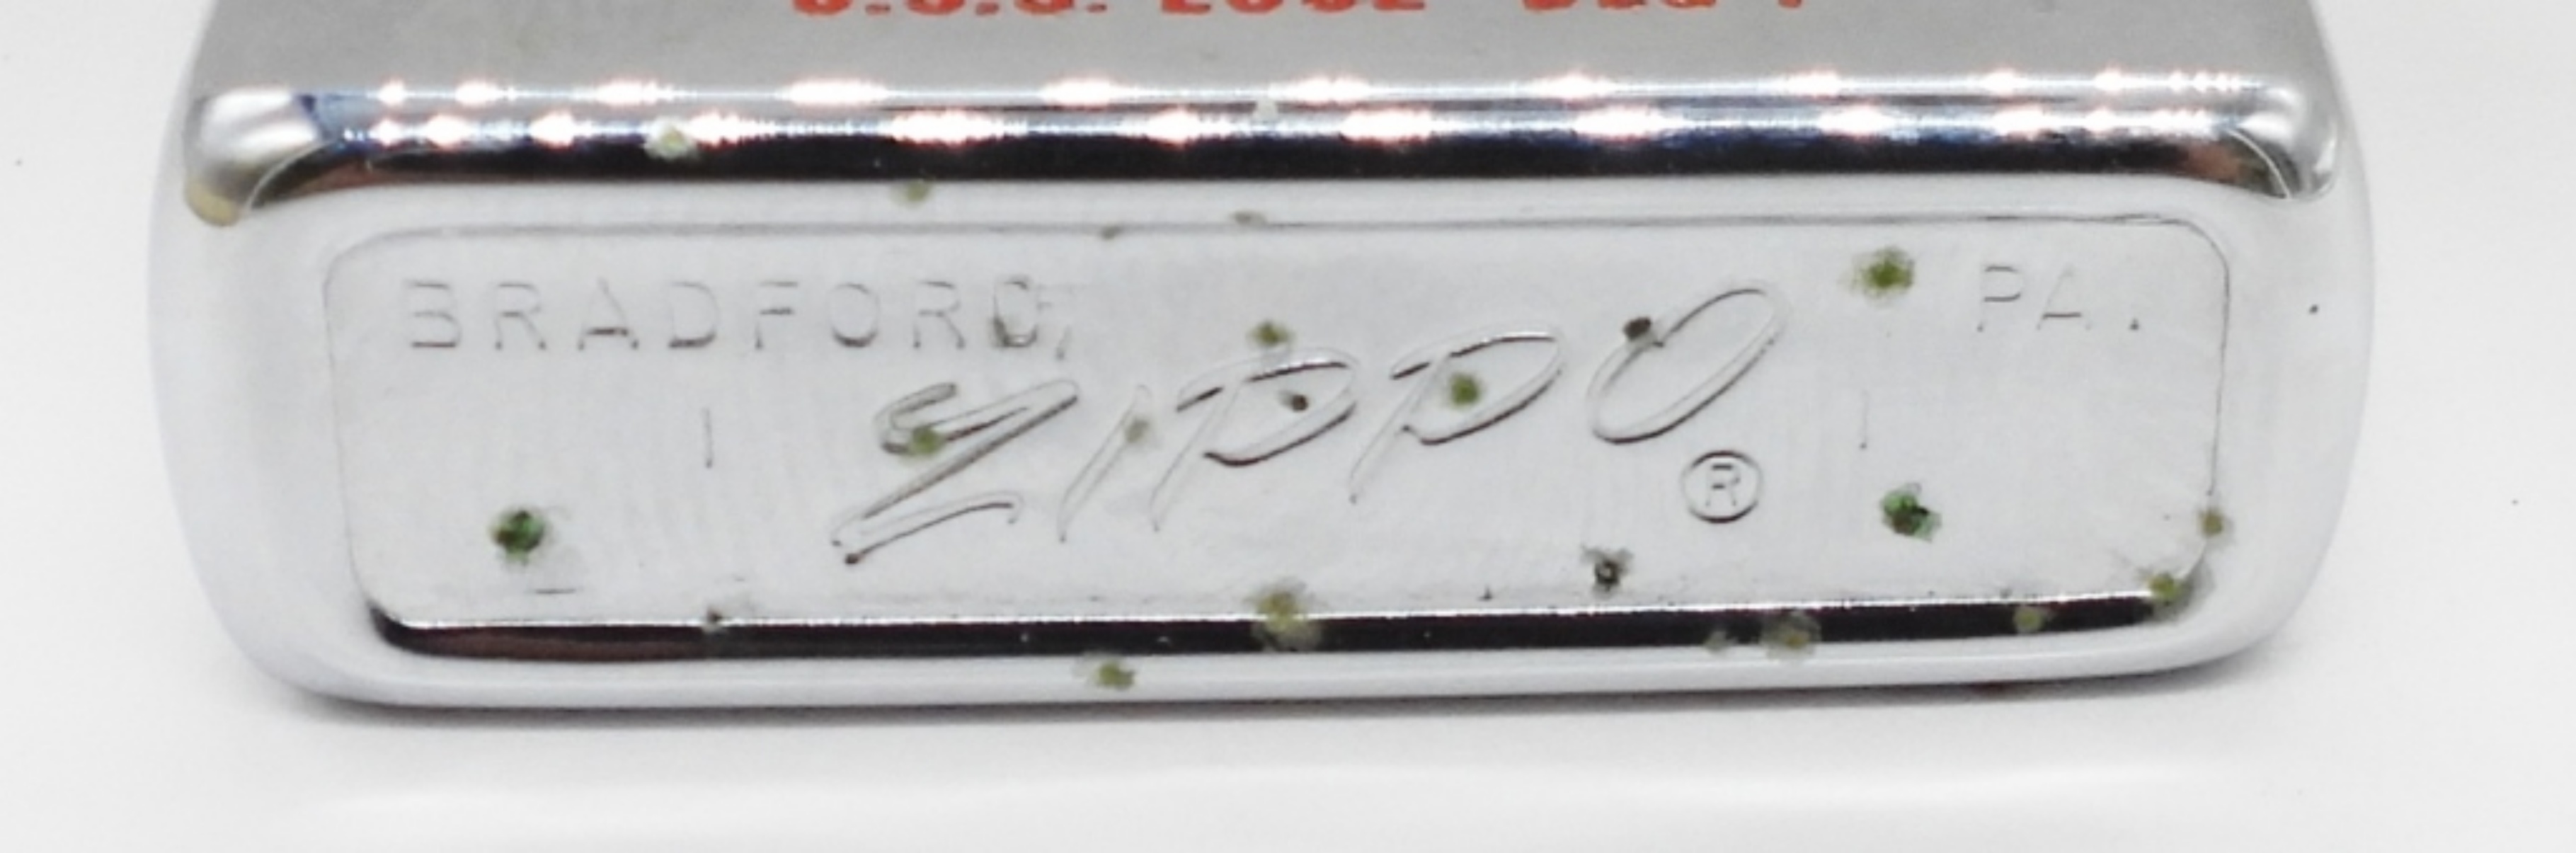 BRADFORD, PA.
| ZIPPO ® |